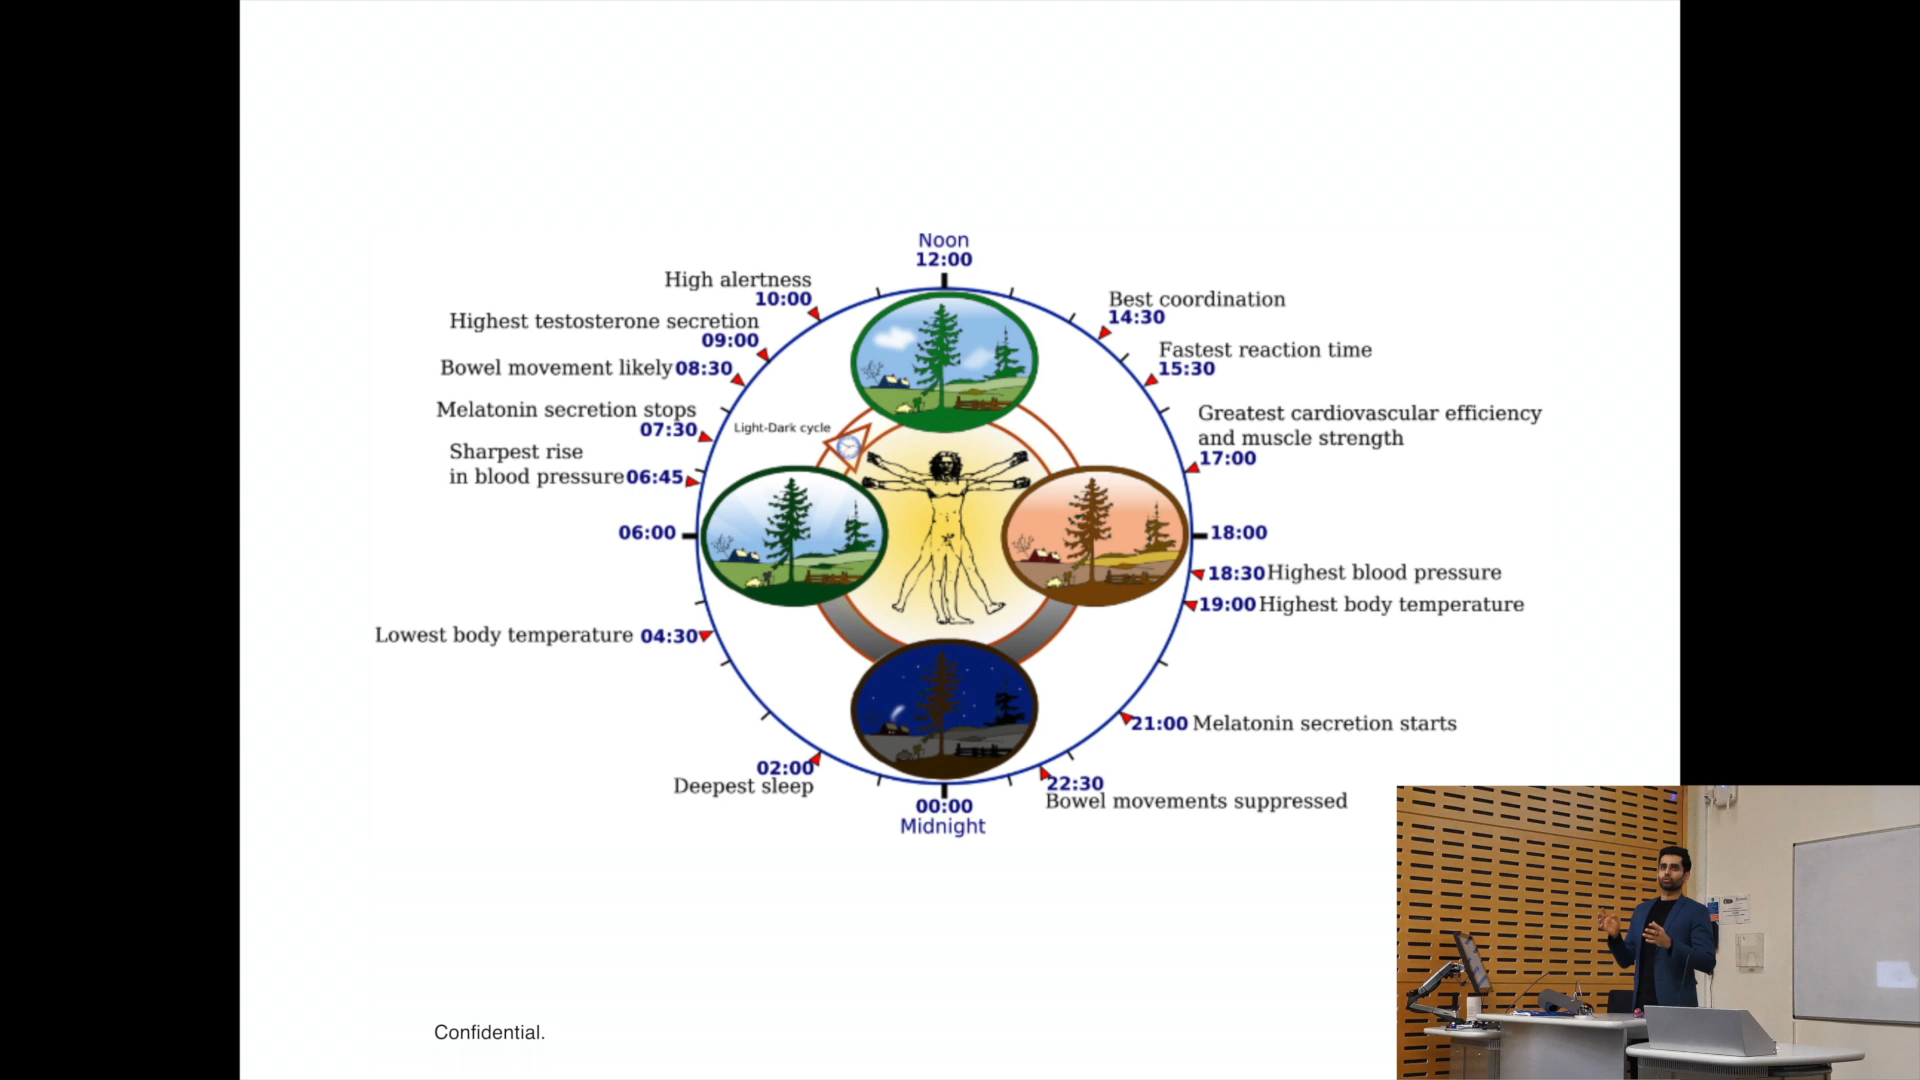 Noon
12:00
High alertness
10:00
Highest testosterone secretion
09:00
Bowel movement likely 08:30
Melatonin secretion stops
07:30
Light-Dark cycle
Sharpest rise
in blood pressure 06:45
06:00
Lowest body temperature 04:30
02:00
Deepest sleep
00:00
Midnight
Best coordination
14:30
Fastest reaction time
15:30
Greatest cardiovascular efficiency
and muscle strength
17:00
18:00
18:30 Highest blood pressure
19:00 Highest body temperature
21:00 Melatonin secretion starts
22:30
Bowel movements suppressed
Confidential.